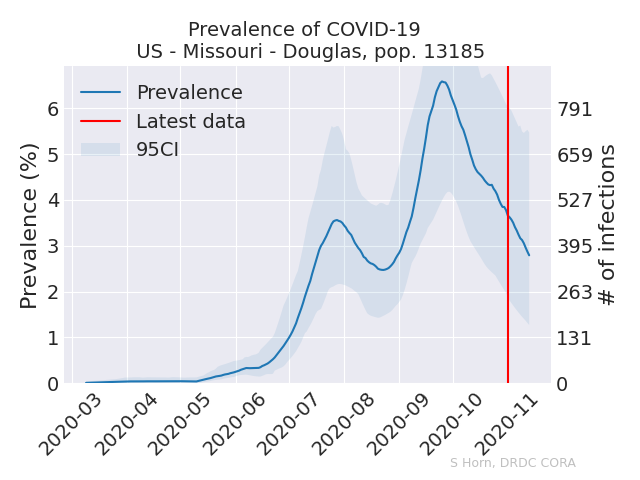 Prevalence of COVID-19
US - Missouri - Douglas, pop. 13185
Prevalence
Latest data
95CI
Prevalence (%)
6
5
4
3
2
1
0
791
659
527
395
263
131
0
# of infections
2020-03
2020-04
2020-05
2020-06
2020-07
2020-08
2020-09
2020-10
2020-11
S Horn, DRDC CORA